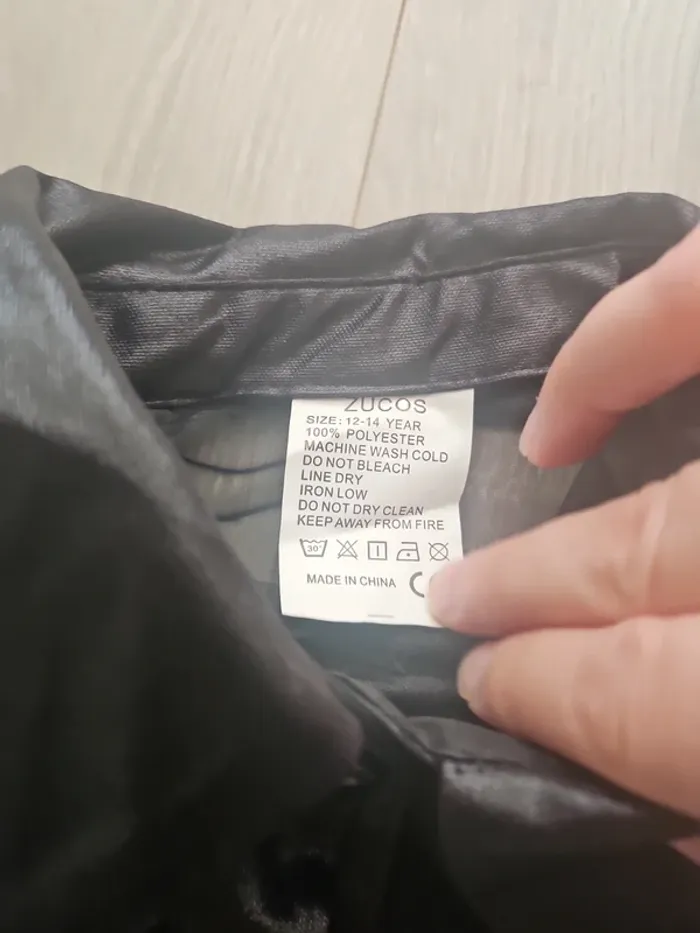 ZUCOS
SIZE: 12-14 YEAR
100% POLYESTER
MACHINE WASH COLD
DO NOT BLEACH
LINE DRY
IRON LOW
DO NOT DRY CLEAN
KEEP AWAY FROM FIRE
30°
MADE IN CHINA C